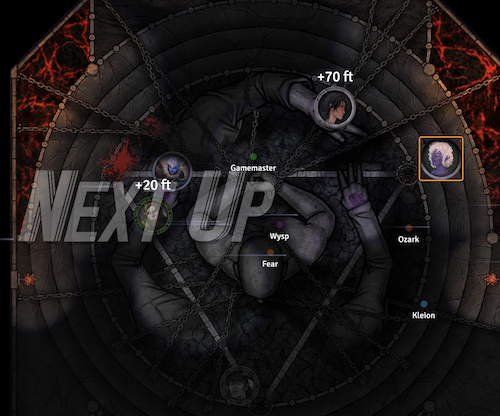 +70 ft
Gamemaster
+20 ft
NEXT UP
Wysp
Ozark
Fear
Kleion